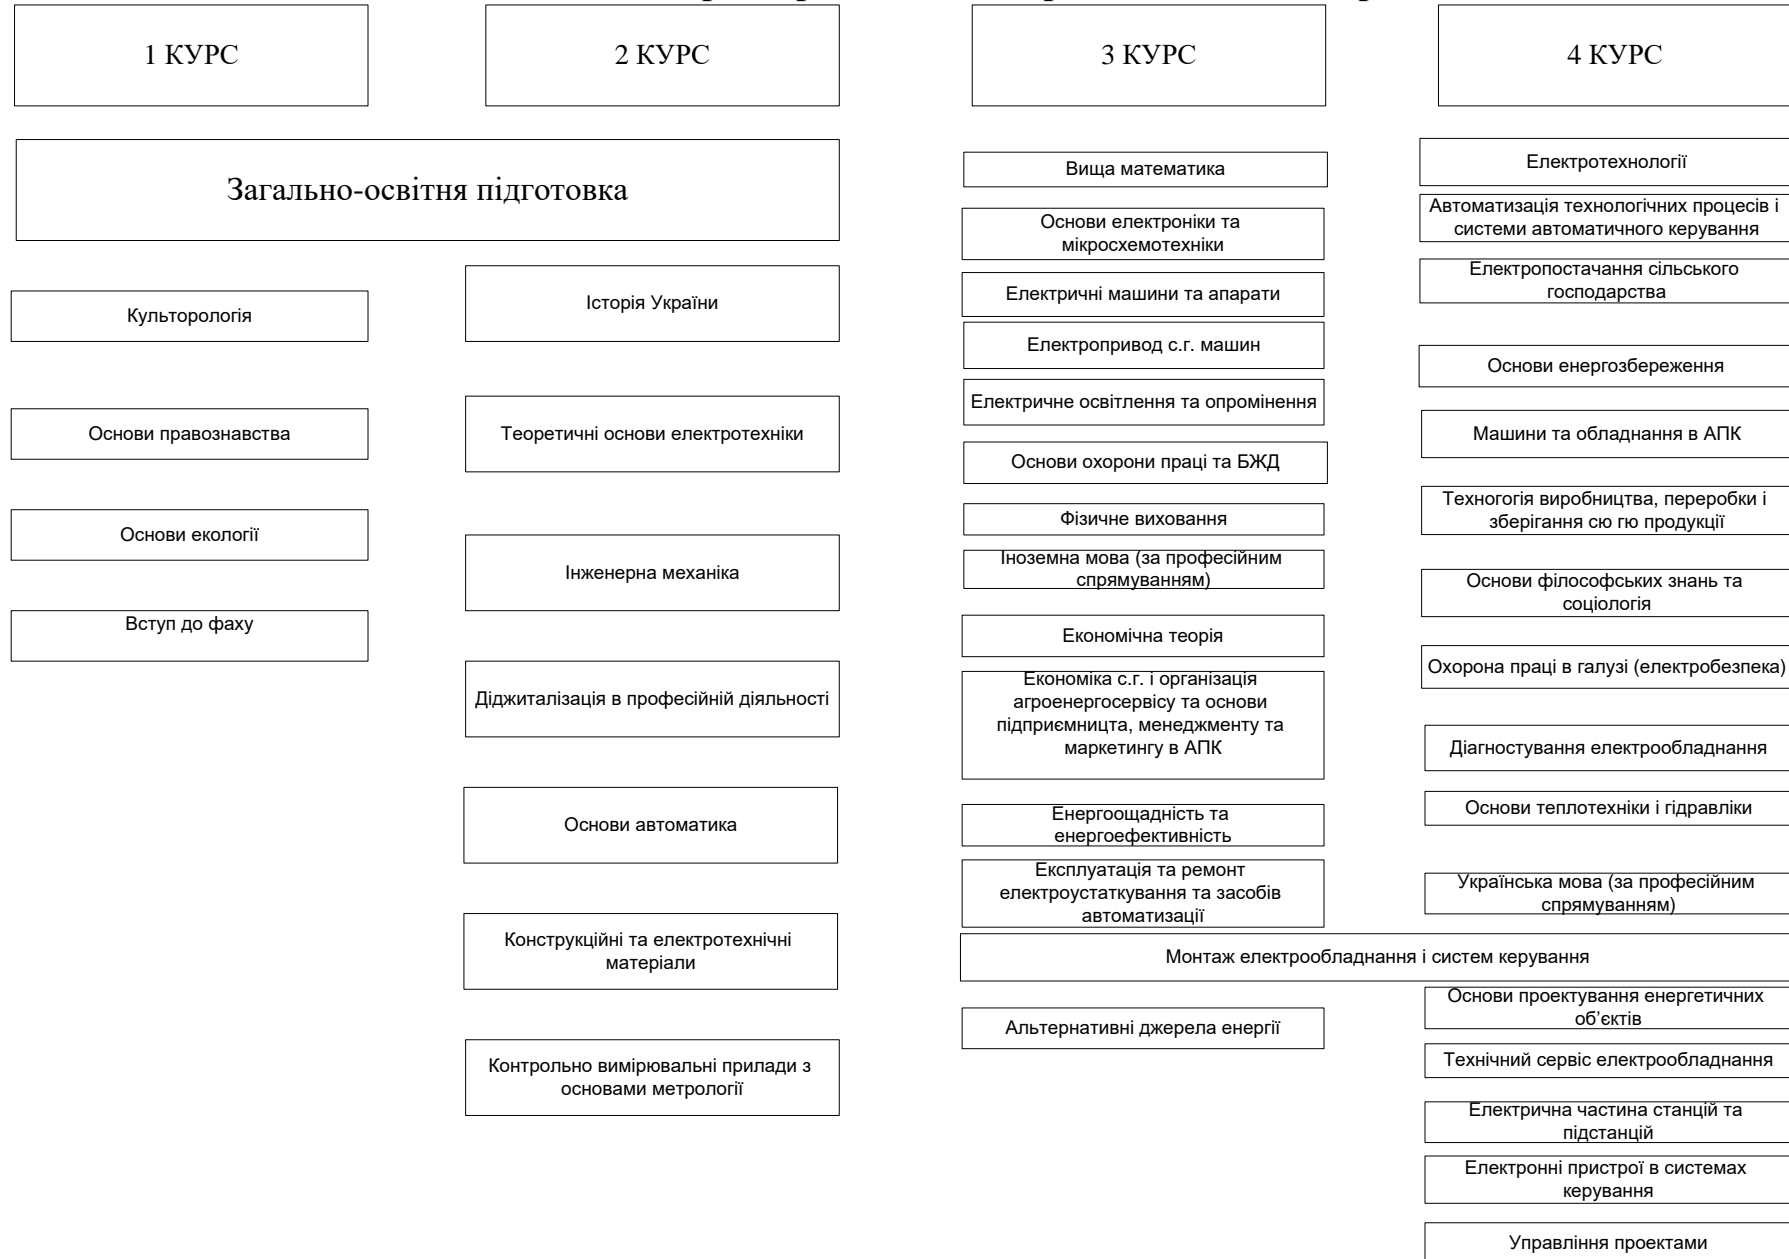 1 КУРС
2 КУРС
3 КУРС
4 КУРС
Загально-освітня підготовка
Культорологія
Основи правознавства
Основи екології
Вступ до фаху
Історія України
Теоретичні основи електротехніки
Інженерна механіка
Діджиталізація в професійній діяльності
Основи автоматика
Конструкційні та електротехнічні
матеріали
Контрольно вимірювальні прилади з
основами метрології
Вища математика
Основи електроніки та
мікросхемотехніки
Електричні машини та апарати
Електропривод с.г. машин
Електричне освітлення та опромінення
Основи охорони праці та БЖД
Фізичне виховання
Іноземна мова (за професійним
спрямуванням)
Економічна теорія
Економіка с.г. і організація
агроенергосервісу та основи
підприємницта, менеджменту та
маркетингу в АПК
Енергоощадність та
енергоефективність
Експлуатація та ремонт
електроустаткування та засобів
автоматизації
Монтаж електрообладнання і систем керування
Альтернативні джерела енергії
Електротехнології
Автоматизація технологічних процесів і
системи автоматичного керування
Електропостачання сільського
господарства
Основи енергозбереження
Машини та обладнання в АПК
Техногогія виробництва, переробки і
зберігання сю гю продукції
Основи філософських знань та
соціологія
Охорона праці в галузі (електробезпека)
Діагностування електрообладнання
Основи теплотехніки і гідравліки
Українська мова (за професійним
спрямуванням)
Основи проектування енергетичних
об’єктів
Технічний сервіс електрообладнання
Електрична частина станцій та
підстанцій
Електронні пристрої в системах
керування
Управління проектами